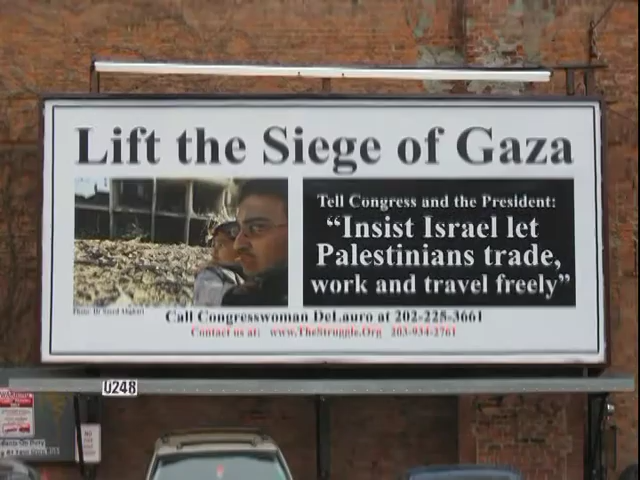 Lift the Siege of Gaza
Tell Congress and the President:
“Insist Israel let
Palestinians trade,
work and travel freely”
Call Congresswoman DeLauro at 202-225-3661
Contact us at: www.TheStruggle.Org 203-934-2761
U248
NO